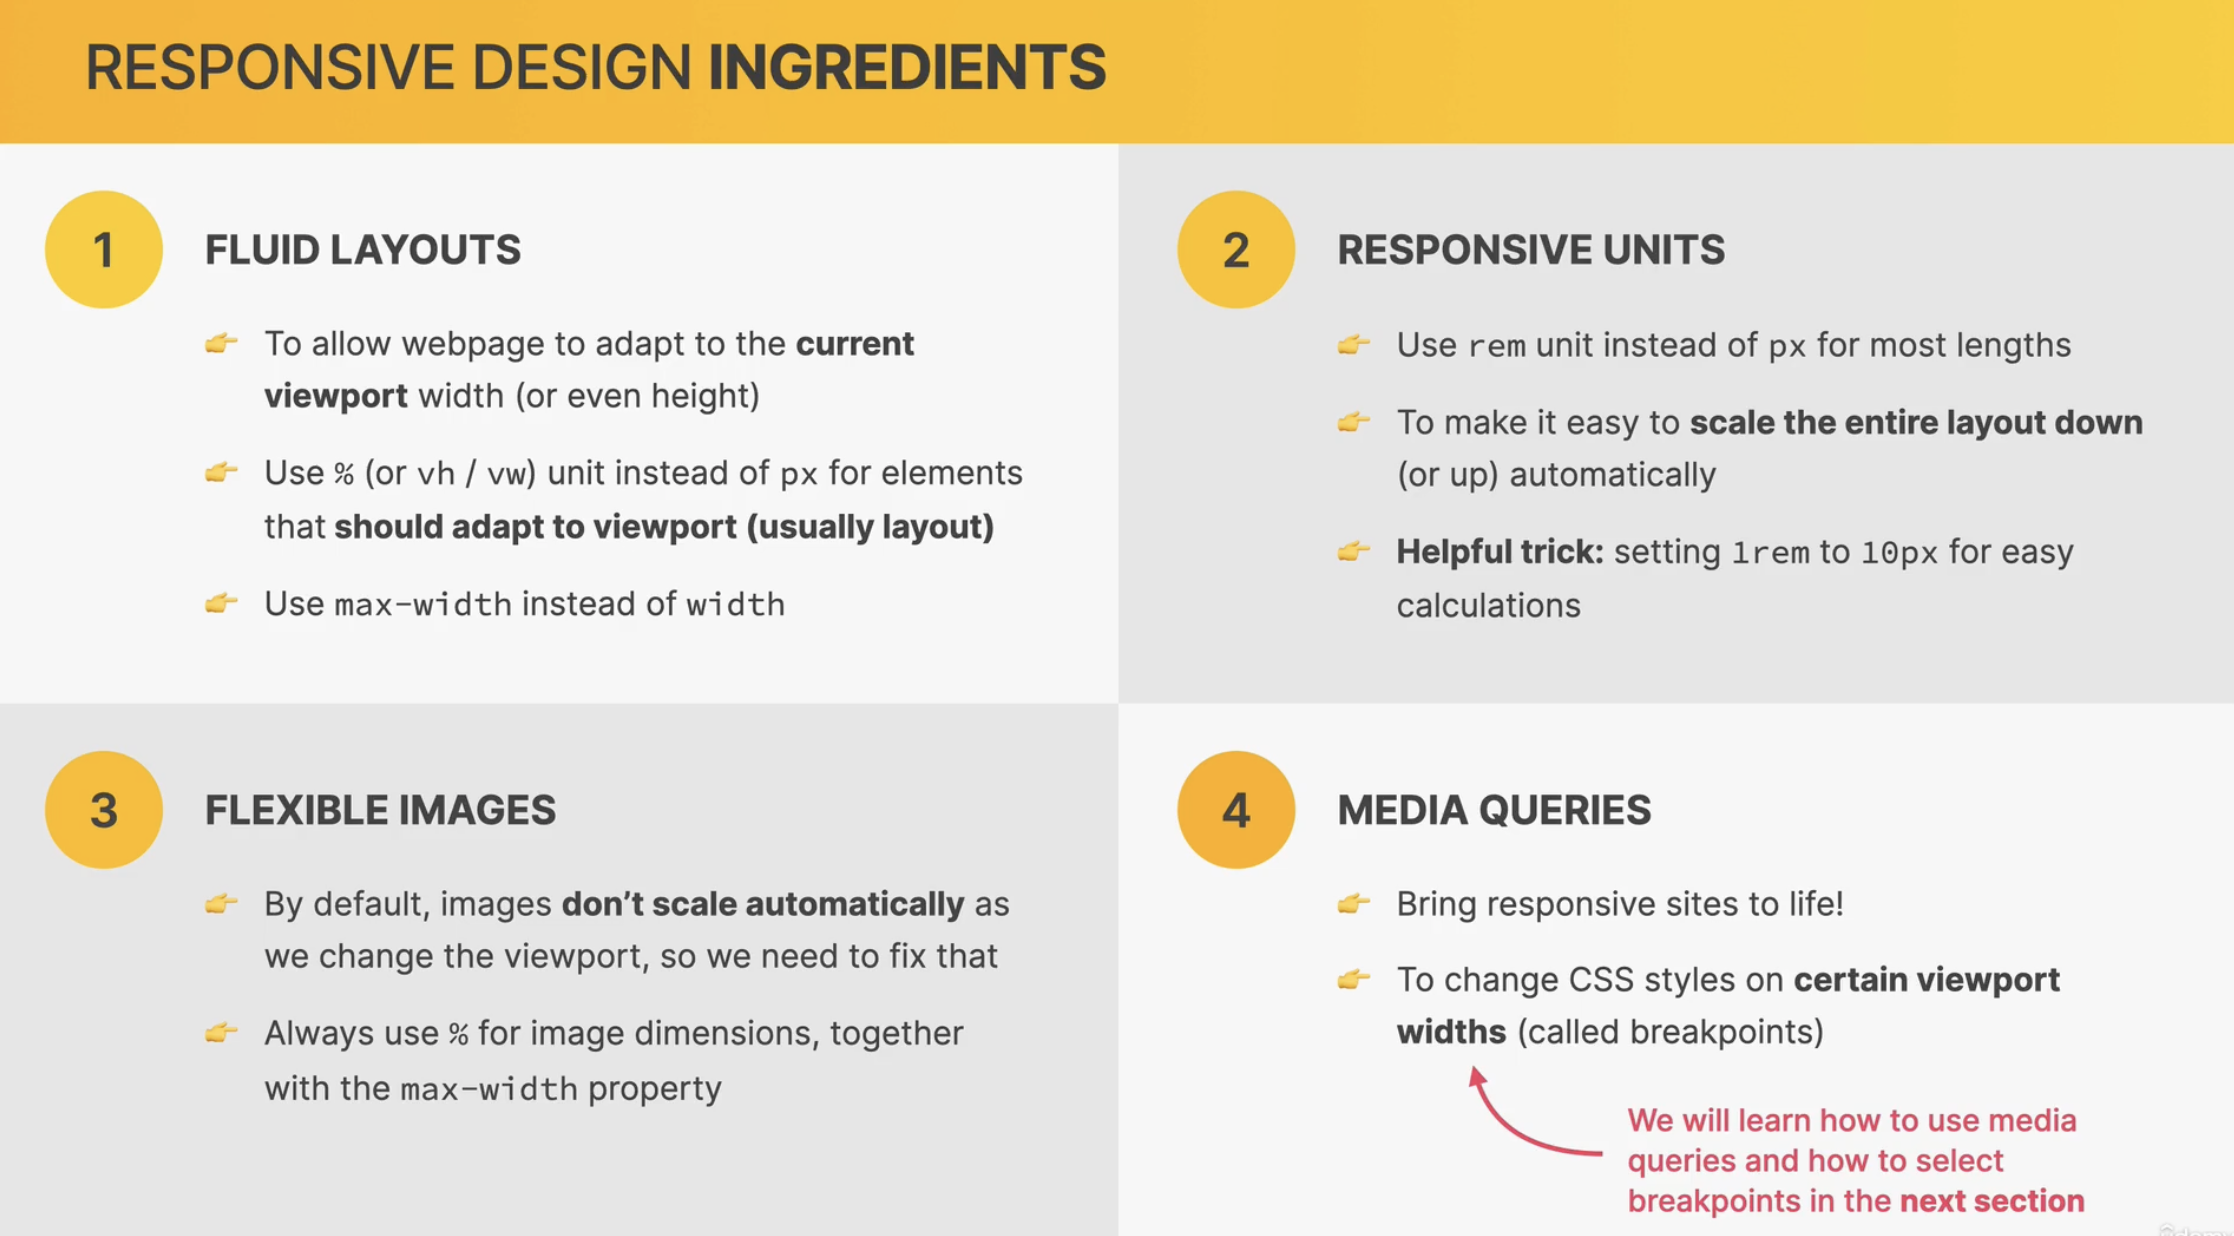 RESPONSIVE DESIGN INGREDIENTS
1
FLUID LAYOUTS
To allow webpage to adapt to the current
viewport width (or even height)
Use % (or vh / vw) unit instead of px for elements
that should adapt to viewport (usually layout)
Use max-width instead of width
2
RESPONSIVE UNITS
Use rem unit instead of px for most lengths
To make it easy to scale the entire layout down
(or up) automatically
Helpful trick: setting 1rem to 10px for easy
calculations
3
FLEXIBLE IMAGES
By default, images don’t scale automatically as
we change the viewport, so we need to fix that
Always use % for image dimensions, together
with the max-width property
4
MEDIA QUERIES
Bring responsive sites to life!
To change CSS styles on certain viewport
widths (called breakpoints)
We will learn how to use media
queries and how to select
breakpoints in the next section